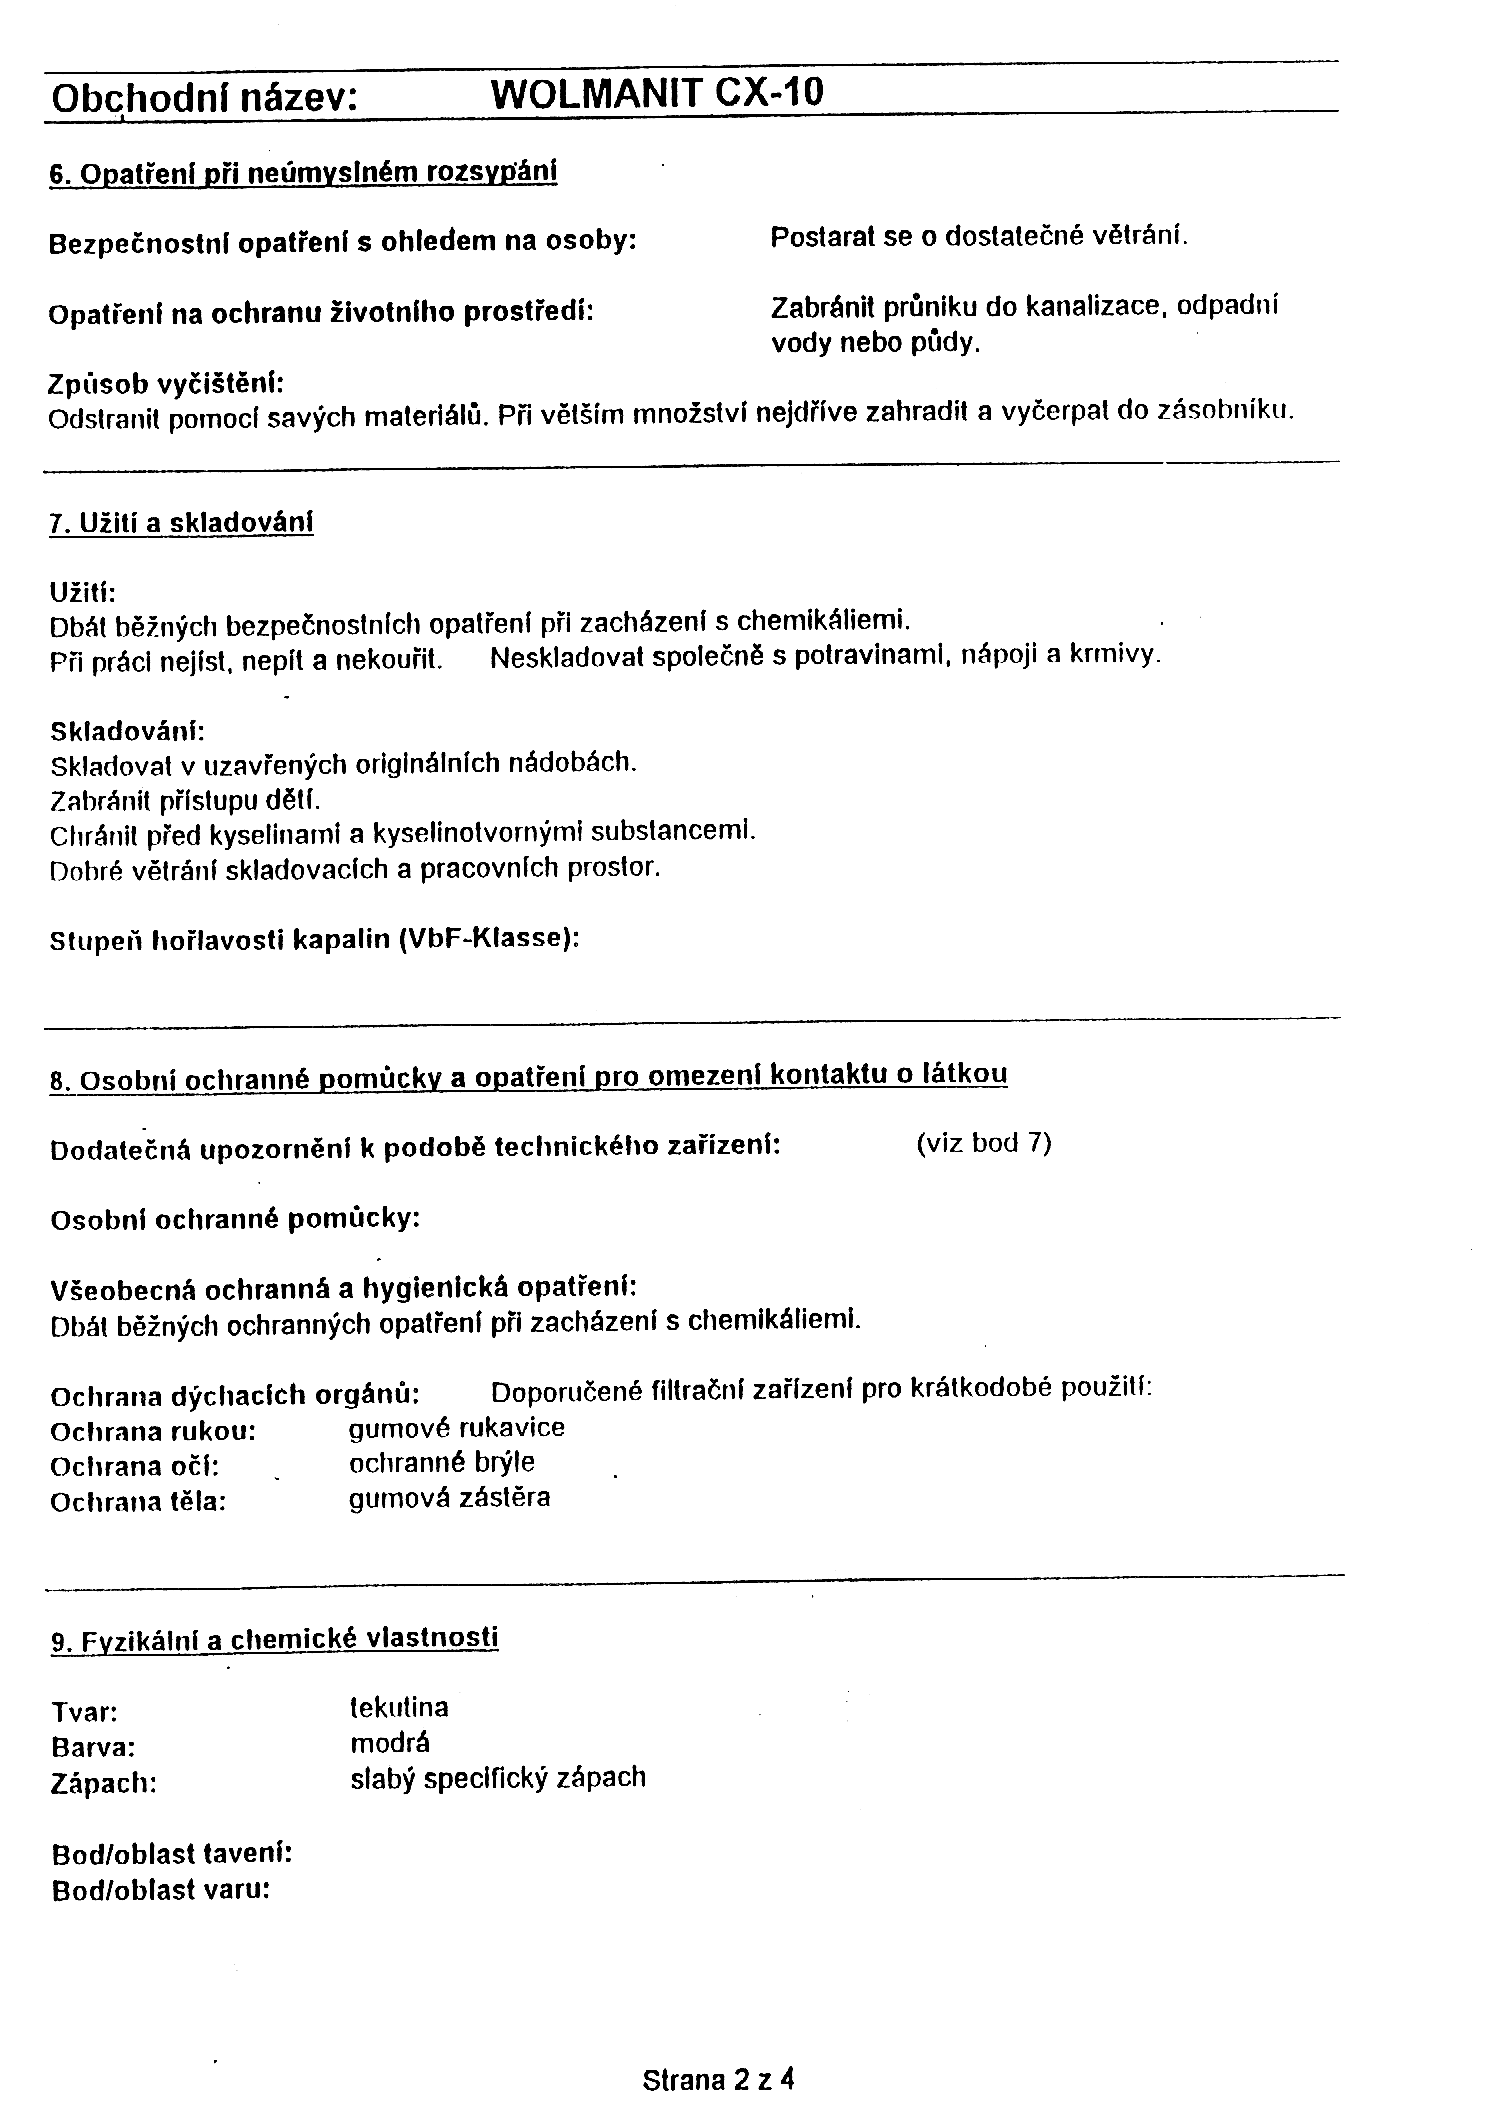 Obchodní název: WOLMANIT CX-10
6. Opatření při neúmyslném rozsypání
Bezpečnostní opatření s ohledem na osoby: Postarat se o dostatečné větrání.
Opatření na ochranu životního prostředí: Zabránit průniku do kanalizace, odpadní
vody nebo půdy.
Způsob vyčištění:
Odstranit pomocí savých materiálů. Při větším množství nejdříve zahradit a vyčerpat do zásobníku.
7. Užití a skladování
Užití:
Dbát běžných bezpečnostních opatření při zacházení s chemikáliemi.
Při práci nejíst, nepít a nekouřit. Neskladovat společně s potravinami, nápoji a krmivy.
Skladování:
Skladovat v uzavřených originálních nádobách.
Zabránit přístupu dětí.
Chránit před kyselinami a kyselinotvornými substancemi.
Dobré větrání skladovacích a pracovních prostor.
Stupeň hořlavosti kapalin (VbF-Klasse):
8. Osobní ochranné pomůcky a opatření pro omezení kontaktu o látkou
Dodatečná upozornění k podobě technického zařízení: (viz bod 7)
Osobní ochranné pomůcky:
Všeobecná ochranná a hygienická opatření:
Dbát běžných ochranných opatření při zacházení s chemikáliemi.
Ochrana dýchacích orgánů: Doporučené filtrační zařízení pro krátkodobé použití:
Ochrana rukou: gumové rukavice
Ochrana očí: ochranné brýle
Ochrana těla: gumová zástěra
9. Fyzikální a chemické vlastnosti
Tvar: tekutina
Barva: modrá
Zápach: slabý specifický zápach
Bod/oblast tavení:
Bod/oblast varu:
Strana 2 z 4